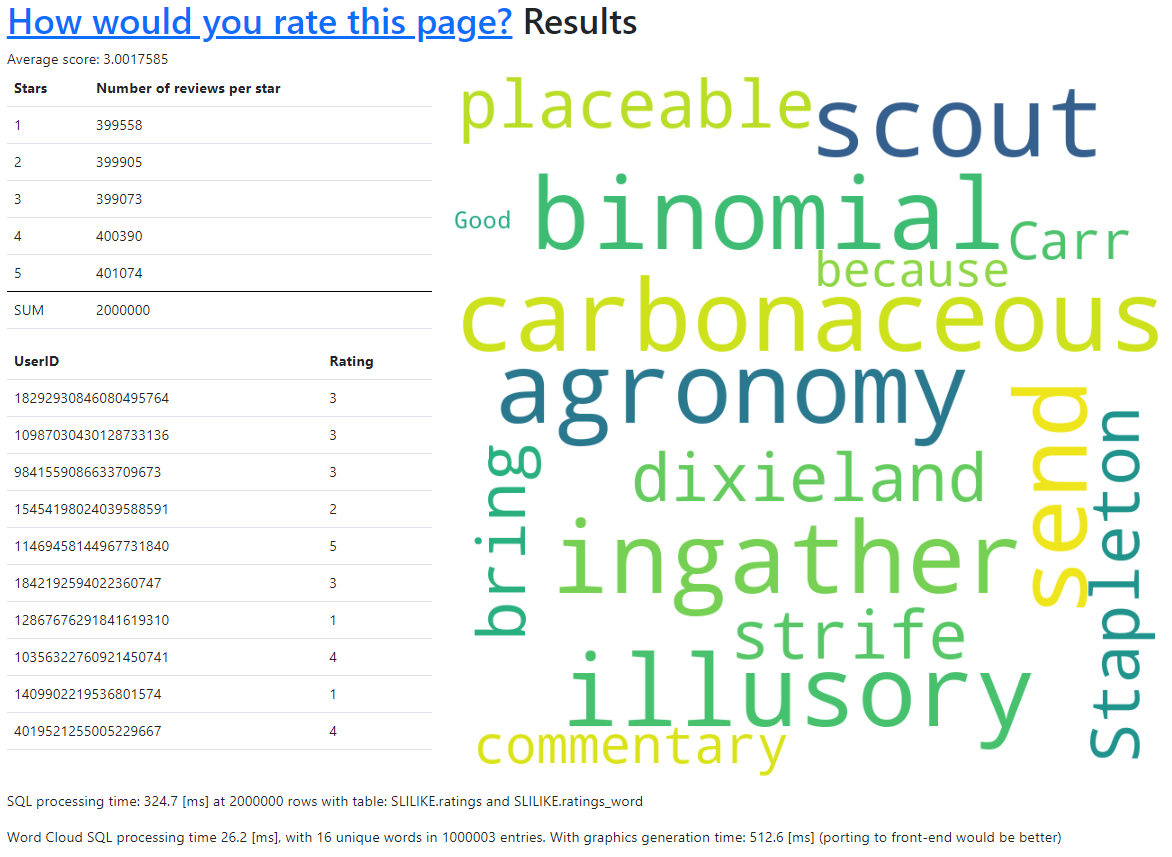 How would you rate this page? Results
Average score: 3.0017585
Stars Number of reviews per star
1 399558
2 399905
3 399073
4 400390
5 401074
SUM 2000000
UserID Rating
18292930846080495764 3
10987030430128733136 3
9841559086633709673 3
15454198024039588591 2
11469458144967731840 5
1842192594022360747 3
12867676291841619310 1
10356322760921450741 4
1409902219536801574 1
4019521255005229667 4
placeable
scout
binomial
Good
Carr
because
carbonaceous
agronomy
send
Stapleton
bring
dixieland
ingather
strife
illusory
commentary
SQL processing time: 324.7 [ms] at 2000000 rows with table: SLILIKE.ratings and SLILIKE.ratings_word
Word Cloud SQL processing time 26.2 [ms], with 16 unique words in 1000003 entries. With graphics generation time: 512.6 [ms] (porting to front-end would be better)